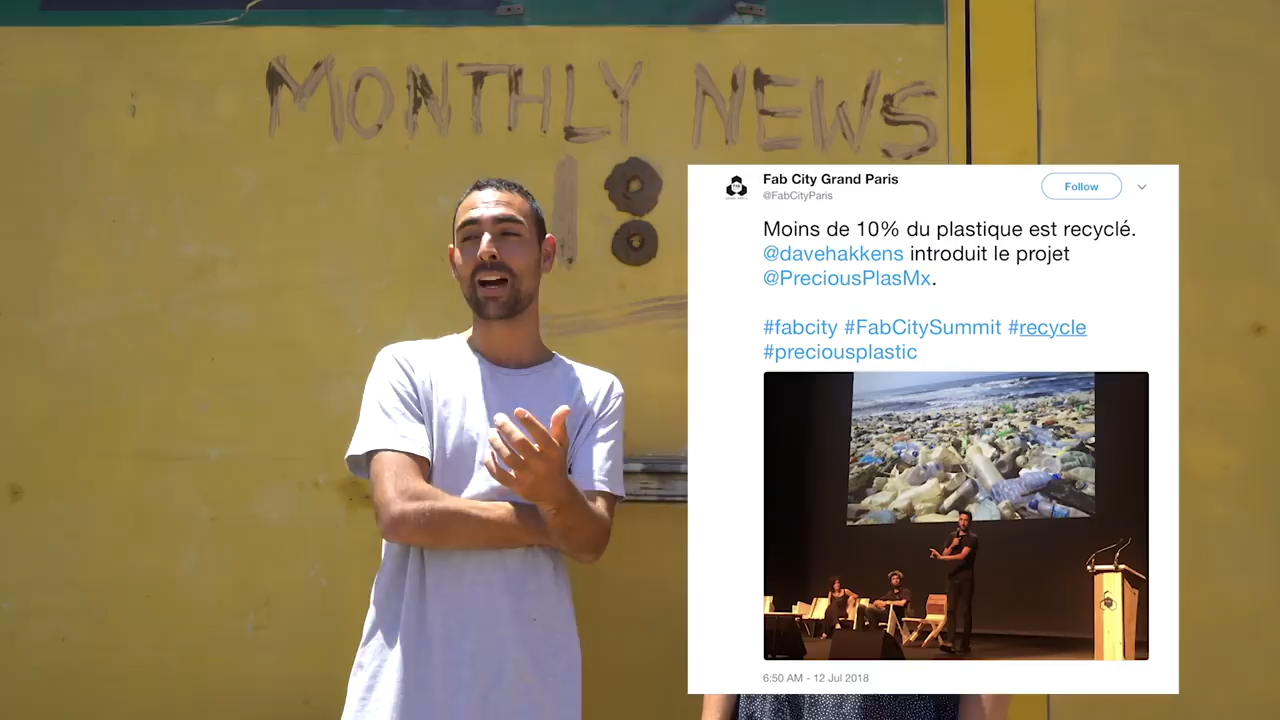 MONTHLY NEWS
18
Fab City Grand Paris
@FabCityParis
Follow
Moins de 10% du plastique est recyclé.
@davehakkens introduit le projet
@PreciousPlasMx.
#fabcity #FabCitySummit #recycle
#preciousplastic
6:50 AM - 12 Jul 2018